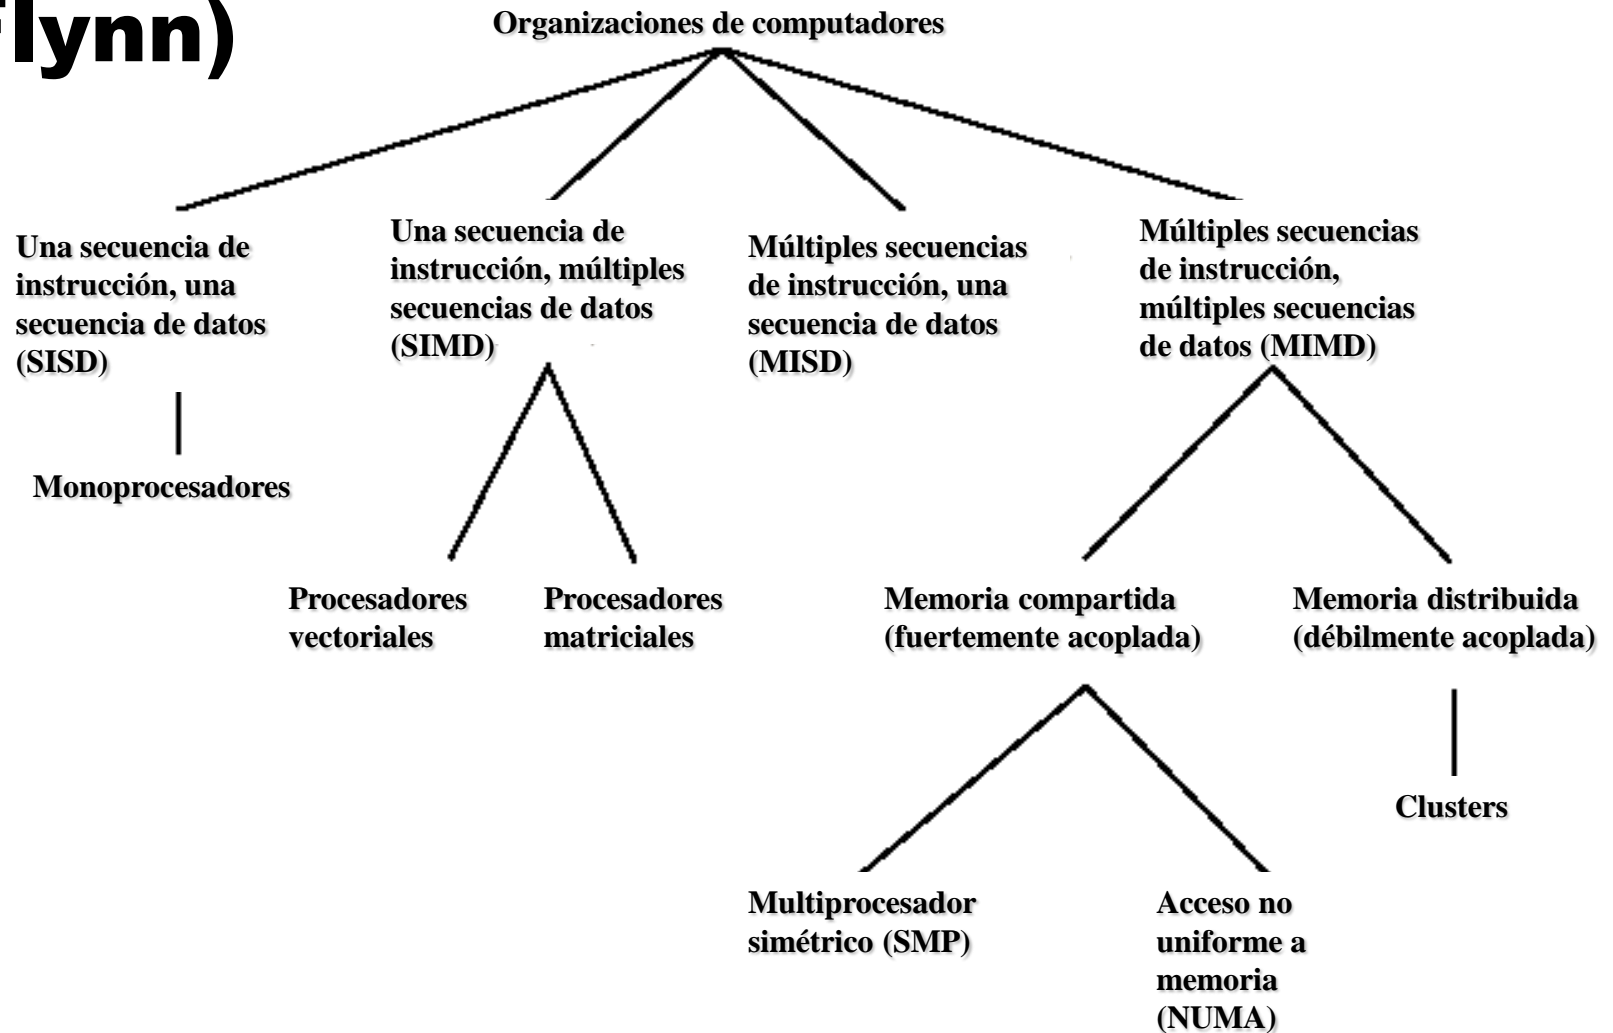 Flynn)
Organizaciones de computadores
Una secuencia de
instrucción, una
secuencia de datos
(SISD)
Una secuencia de
instrucción, múltiples
secuencias de datos
(SIMD)
Múltiples secuencias
de instrucción, una
secuencia de datos
(MISD)
Múltiples secuencias
de instrucción,
múltiples secuencias
de datos (MIMD)
Monoprocesadores
Procesadores
vectoriales
Procesadores
matriciales
Memoria compartida
(fuertemente acoplada)
Memoria distribuida
(débilmente acoplada)
Clusters
Multiprocesador
simétrico (SMP)
Acceso no
uniforme a
memoria
(NUMA)